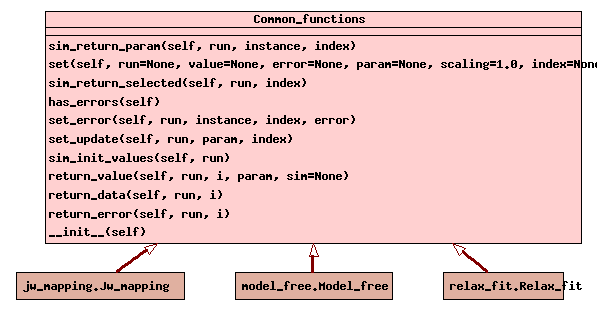 Common_functions
sim_return_param(self, run, instance, index)
set(self, run=None, value=None, error=None, param=None, scaling=1.0, index=None
sim_return_selected(self, run, index)
has_errors(self)
set_error(self, run, instance, index, error)
set_update(self, run, param, index)
sim_init_values(self, run)
return_value(self, run, i, param, sim=None)
return_data(self, run, i)
return_error(self, run, i)
__init__(self)
jw_mapping.Jw_mapping model_free.Model_free relax_fit.Relax_fit